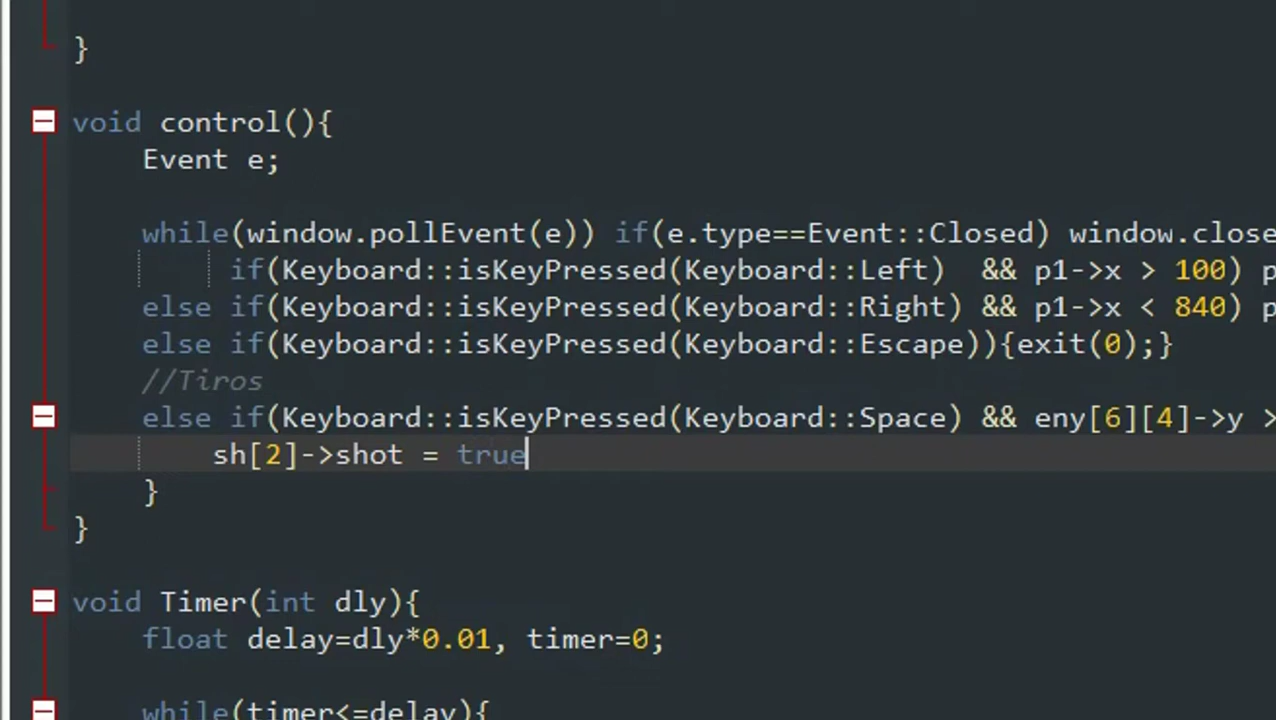 }
void control(){
Event e;
while(window.pollEvent(e)) if(e.type==Event::Closed) window.close
if(Keyboard::isKeyPressed(Keyboard::Left)  && p1->x > 100) p
else if(Keyboard::isKeyPressed(Keyboard::Right) && p1->x < 840) p
else if(Keyboard::isKeyPressed(Keyboard::Escape)){exit(0);}
//Tiros
else if(Keyboard::isKeyPressed(Keyboard::Space) && eny[6][4]->y >
sh[2]->shot = true
}
}
void Timer(int dly){
float delay=dly*0.01, timer=0;
while(timer<=delay){